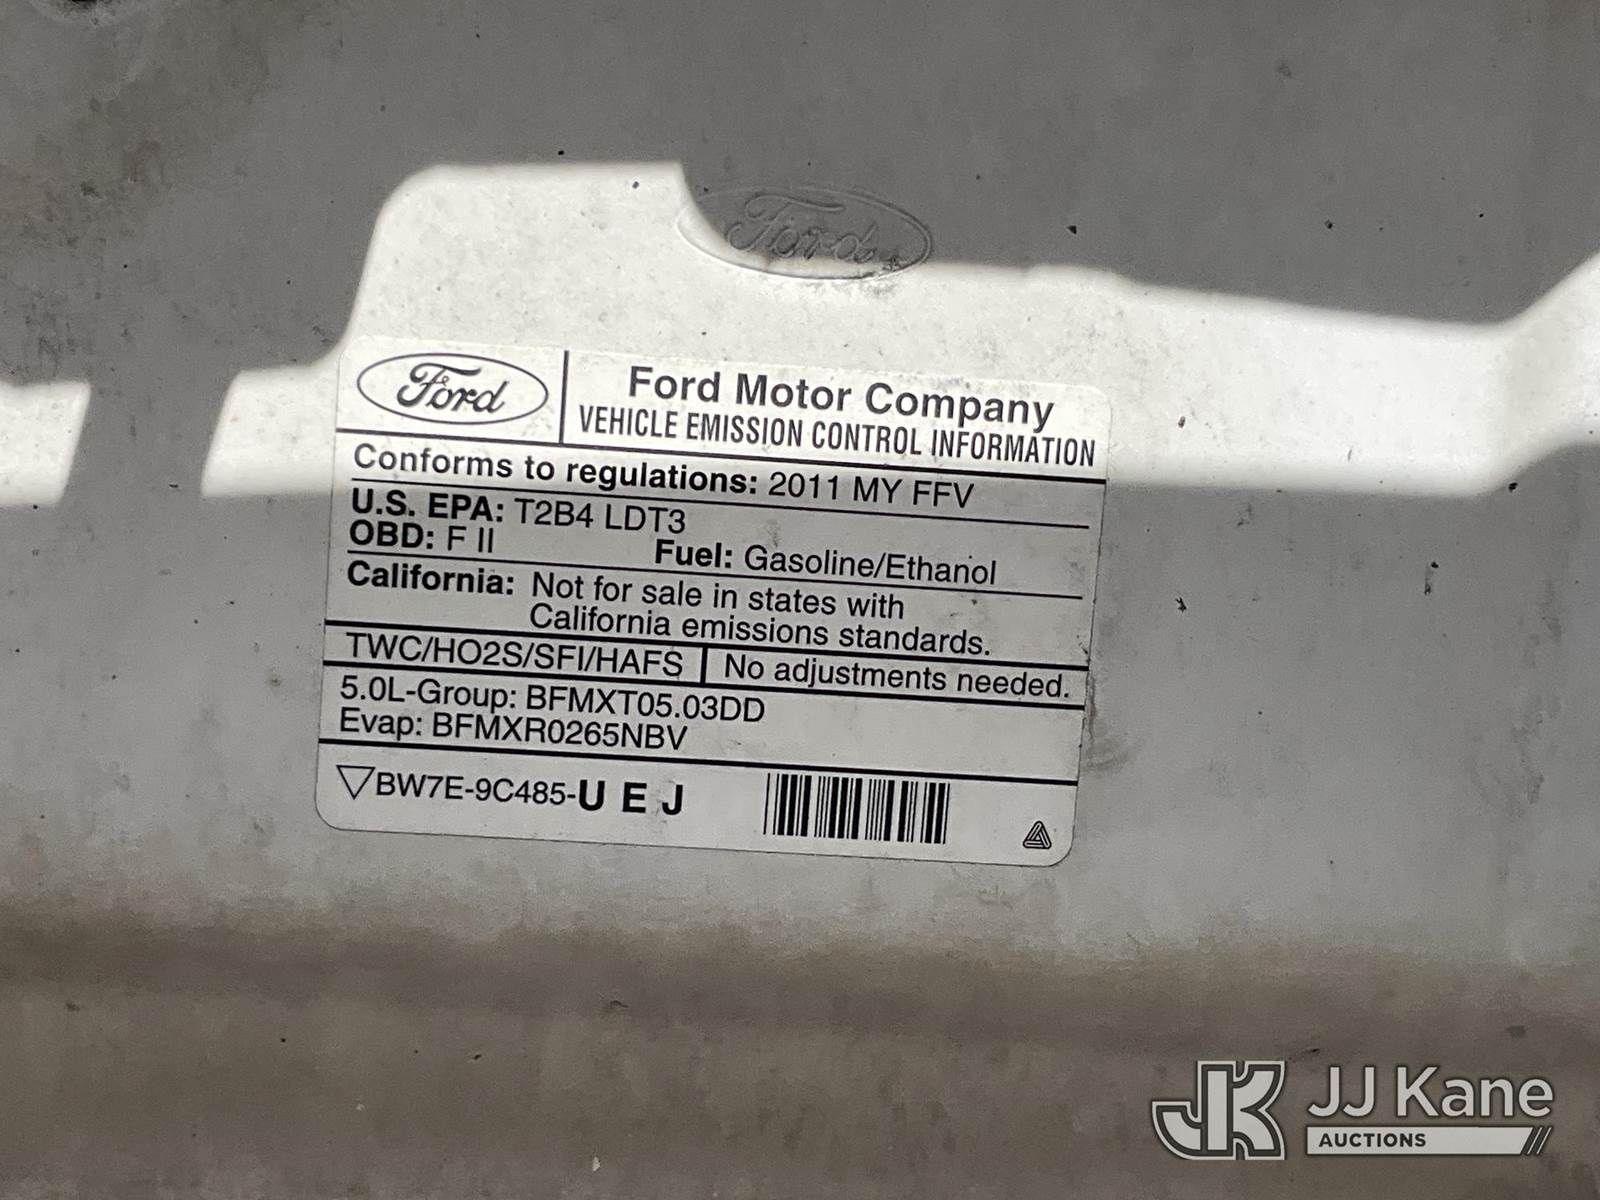 Ford
Ford
Ford Motor Company
VEHICLE EMISSION CONTROL INFORMATION
Conforms to regulations: 2011 MY FFV
U.S. EPA: T2B4 LDT3
OBD: F II Fuel: Gasoline/Ethanol
California: Not for sale in states with
California emissions standards.
TWC/HO2S/SFI/HAFS No adjustments needed.
5.0L-Group: BFMXT05.03DD
Evap: BFMXR0265NBV
BW7E-9C485-U E J
JK JJ Kane
AUCTIONS